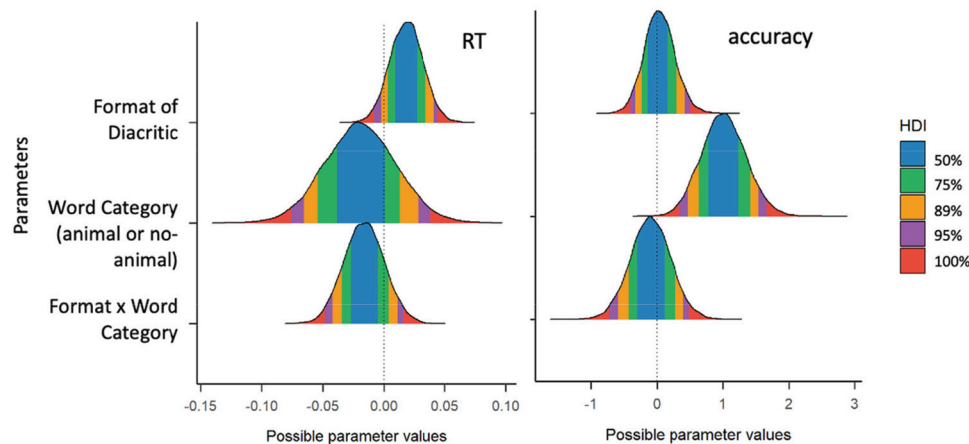 RT
accuracy
Parameters
Format of
Diacritic
Word Category
(animal or no-
animal)
Format x Word
Category
HDI
50%
75%
89%
95%
100%
-0.15 -0.10 -0.05 0.00 0.05 0.10
-1 0 1 2 3
Possible parameter values
Possible parameter values